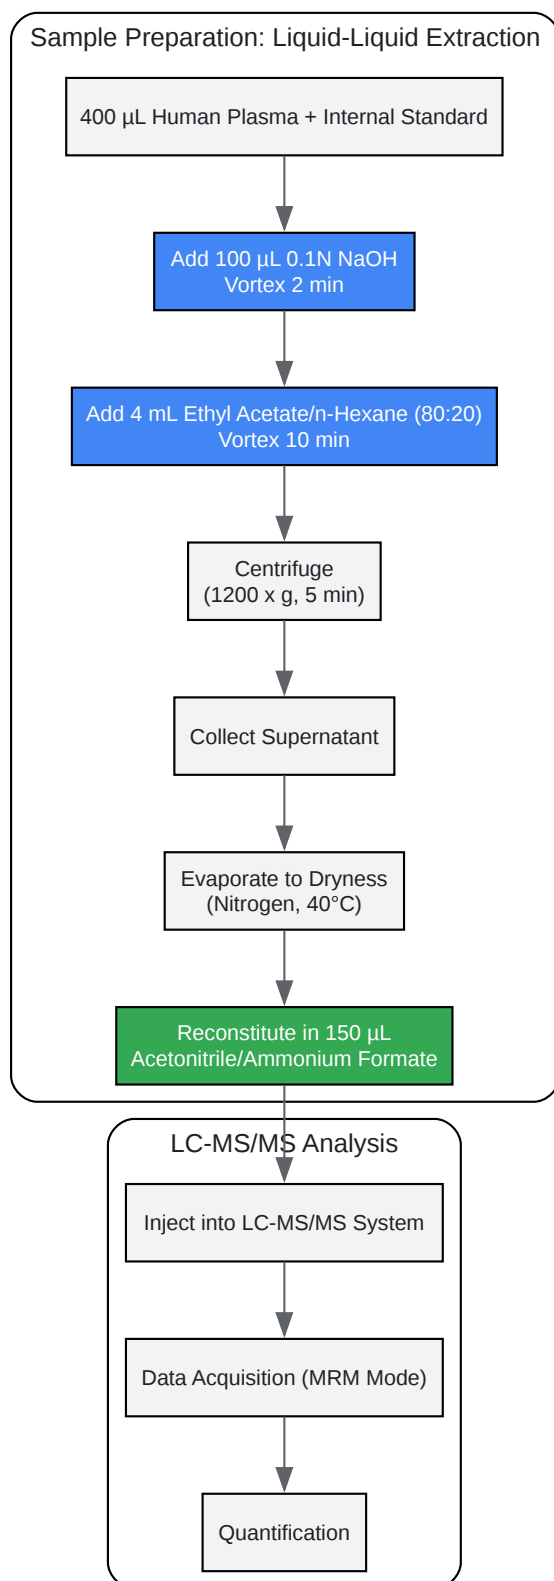 Sample Preparation: Liquid-Liquid Extraction
400 µL Human Plasma + Internal Standard
Add 100 µL 0.1N NaOH
Vortex 2 min
Add 4 mL Ethyl Acetate/n-Hexane (80:20)
Vortex 10 min
Centrifuge
(1200 x g, 5 min)
Collect Supernatant
Evaporate to Dryness
(Nitrogen, 40°C)
Reconstitute in 150 µL
Acetonitrile/Ammonium Formate
LC-MS/MS Analysis
Inject into LC-MS/MS System
Data Acquisition (MRM Mode)
Quantification